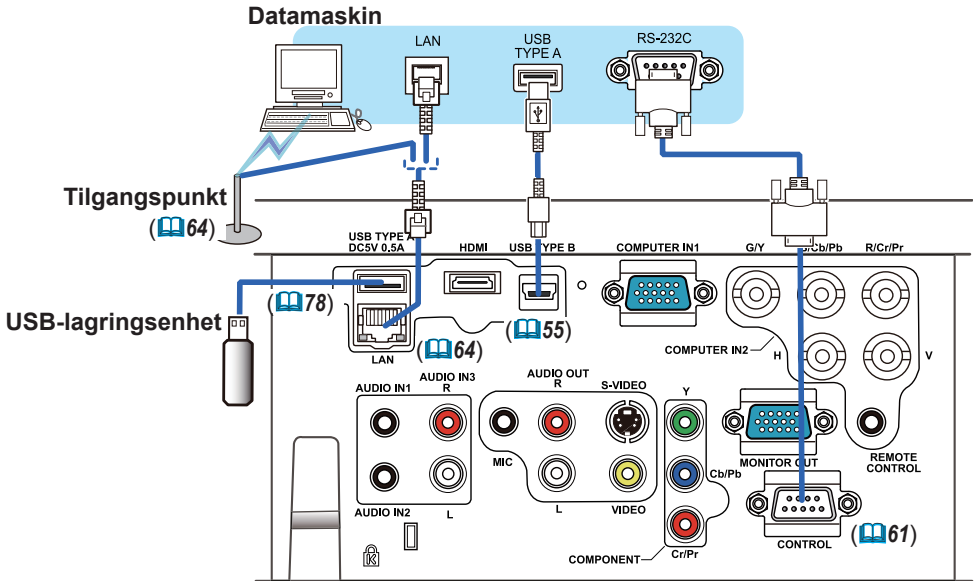 Datamaskin
LAN
USB
TYPE A
RS-232C
Tilgangspunkt
(64)
USB TYPE A
DC5V 0.5A
HDMI
USB TYPE B
COMPUTER IN1
G/Y
B/Cb/Pb
R/Cr/Pr
(78)
USB-lagringsenhet
(55)
(64)
LAN
COMPUTER IN2
H
V
AUDIO IN1
AUDIO IN3
R
AUDIO OUT
R
S-VIDEO
Y
MIC
MONITOR OUT
REMOTE
CONTROL
Cb/Pb
AUDIO IN2
L
L
VIDEO
CONTROL
(61)
K
COMPONENT
Cr/Pr